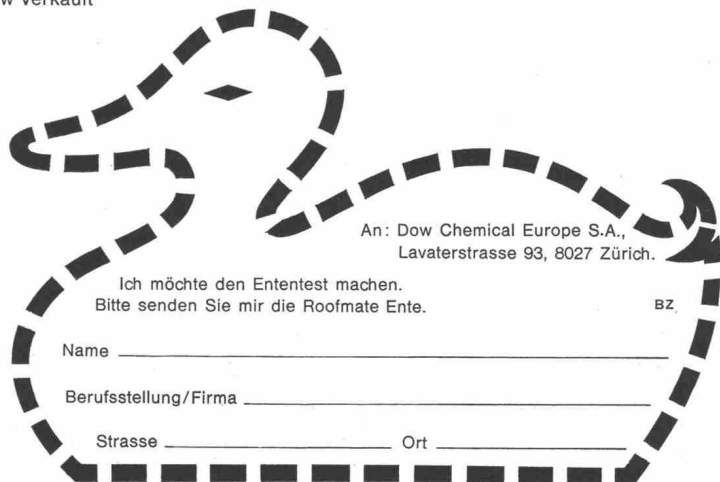 w verkauft
An: Dow Chemical Europe S.A.,
Lavaterstrasse 93, 8027 Zürich.
Ich möchte den Ententest machen.
Bitte senden Sie mir die Roofmate Ente.
BZ
Name
Berufsstellung/Firma
Strasse Ort